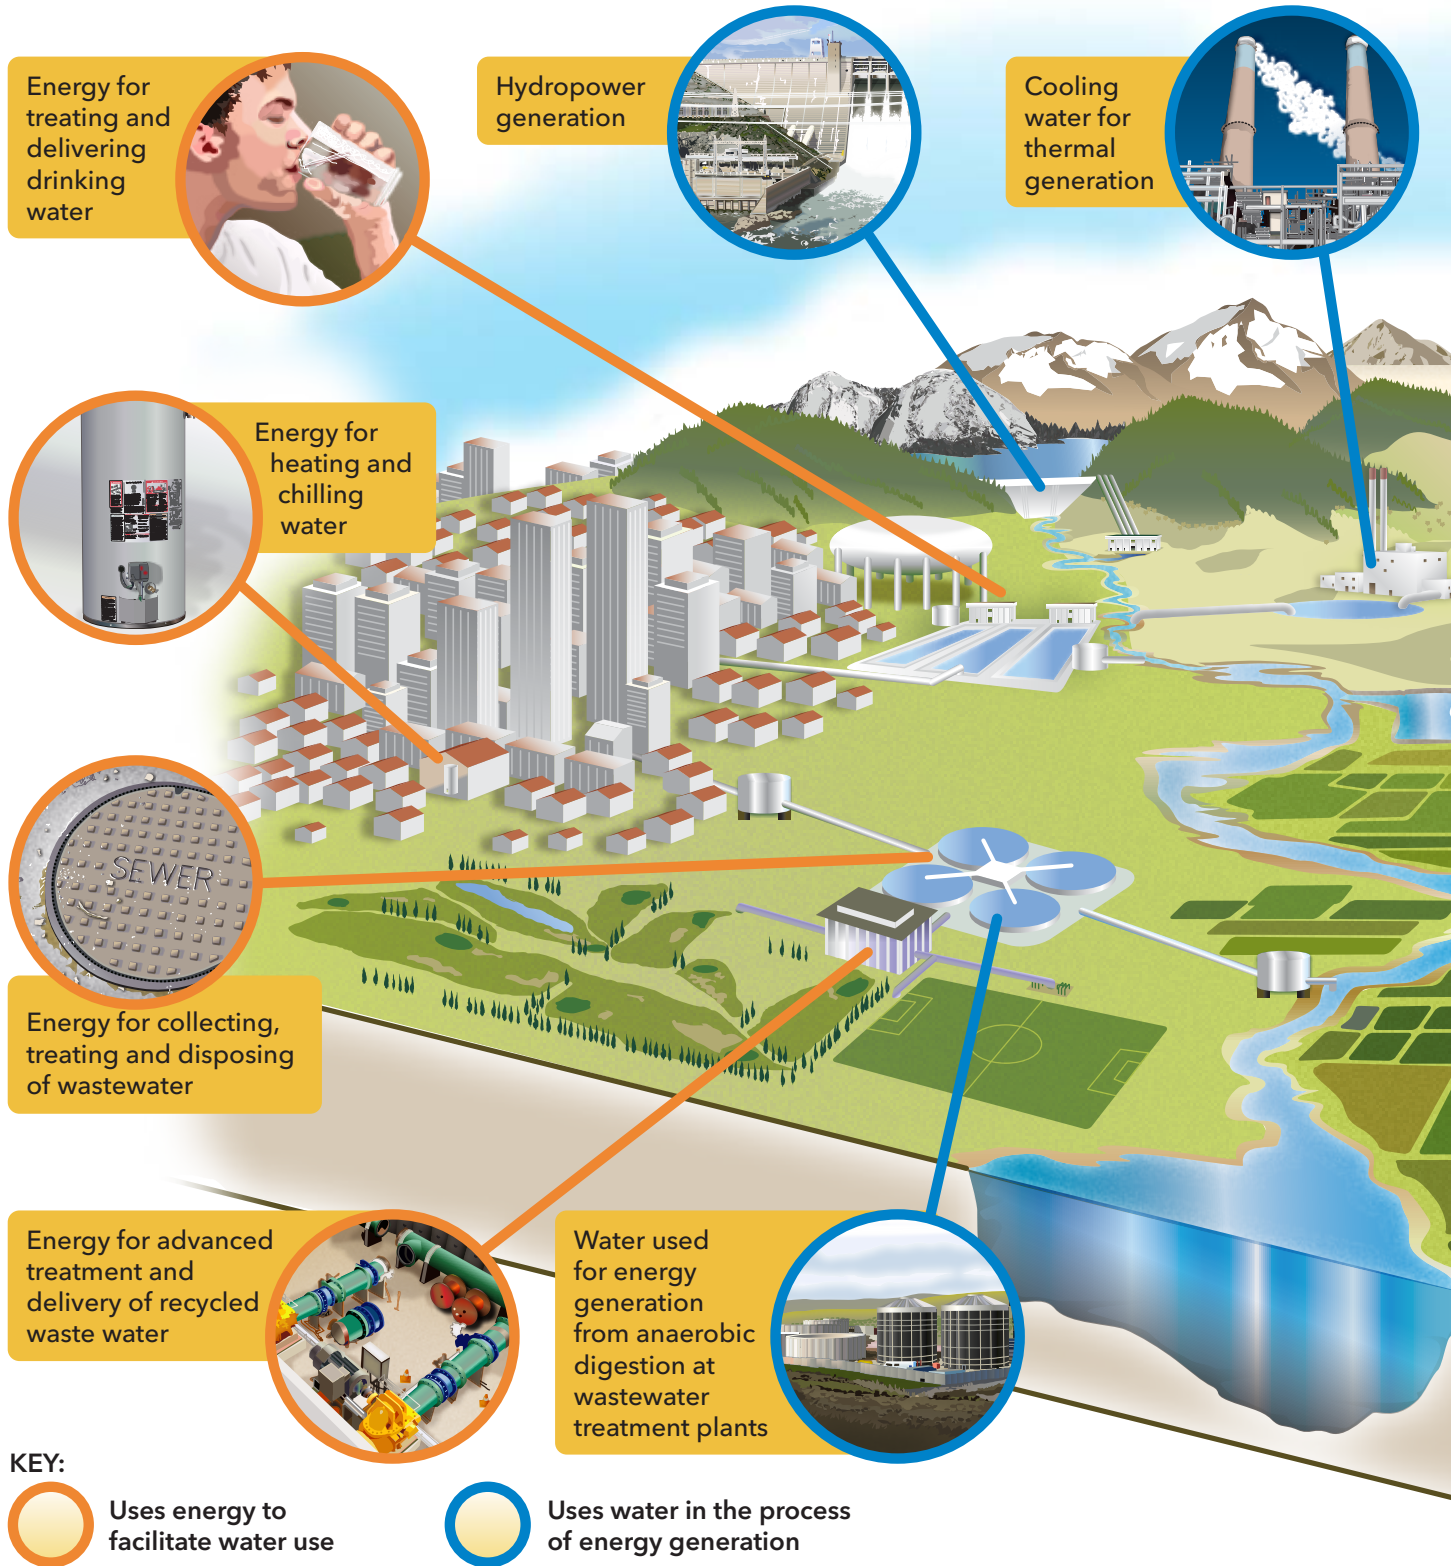 Energy for
treating and
delivering
drinking
water
Hydropower
generation
Cooling
water for
thermal
generation
Energy for
heating and
chilling
water
SEWER
Energy for collecting,
treating and disposing
of wastewater
Energy for advanced
treatment and
delivery of recycled
waste water
Water used
for energy
generation
from anaerobic
digestion at
wastewater
treatment plants
KEY:
Uses energy to
facilitate water use
Uses water in the process
of energy generation